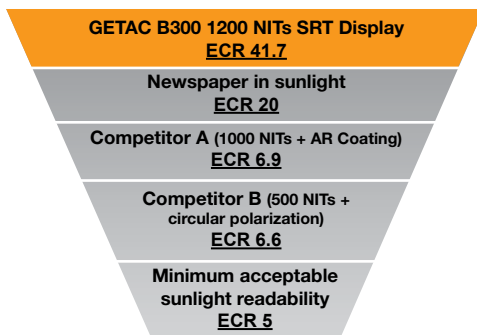 GETAC B300 1200 NITs SRT Display
ECR 41.7
Newspaper in sunlight
ECR 20
Competitor A (1000 NITs + AR Coating)
ECR 6.9
Competitor B (500 NITs +
circular polarization)
ECR 6.6
Minimum acceptable
sunlight readability
ECR 5